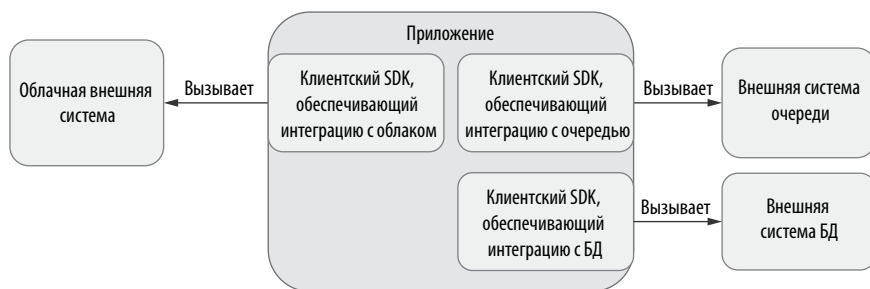 Приложение
Облачная внешняя
система
Вызывает
Клиентский SDK,
обеспечивающий
интеграцию с облаком
Клиентский SDK,
обеспечивающий
интеграцию с очередью
Вызывает
Внешняя система
очереди
Клиентский SDK,
обеспечивающий
интеграцию с БД
Вызывает
Внешняя
система БД